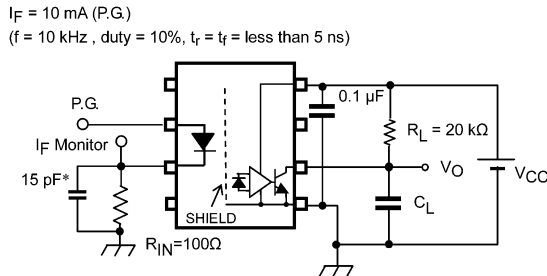 IF = 10 mA (P.G.)
(f = 10 kHz , duty = 10%, tr = tf = less than 5 ns)
P.G.
IF Monitor
15 pF*
RIN=100Ω
SHIELD
0.1 μF
RL = 20 kΩ
VO
VCC
CL